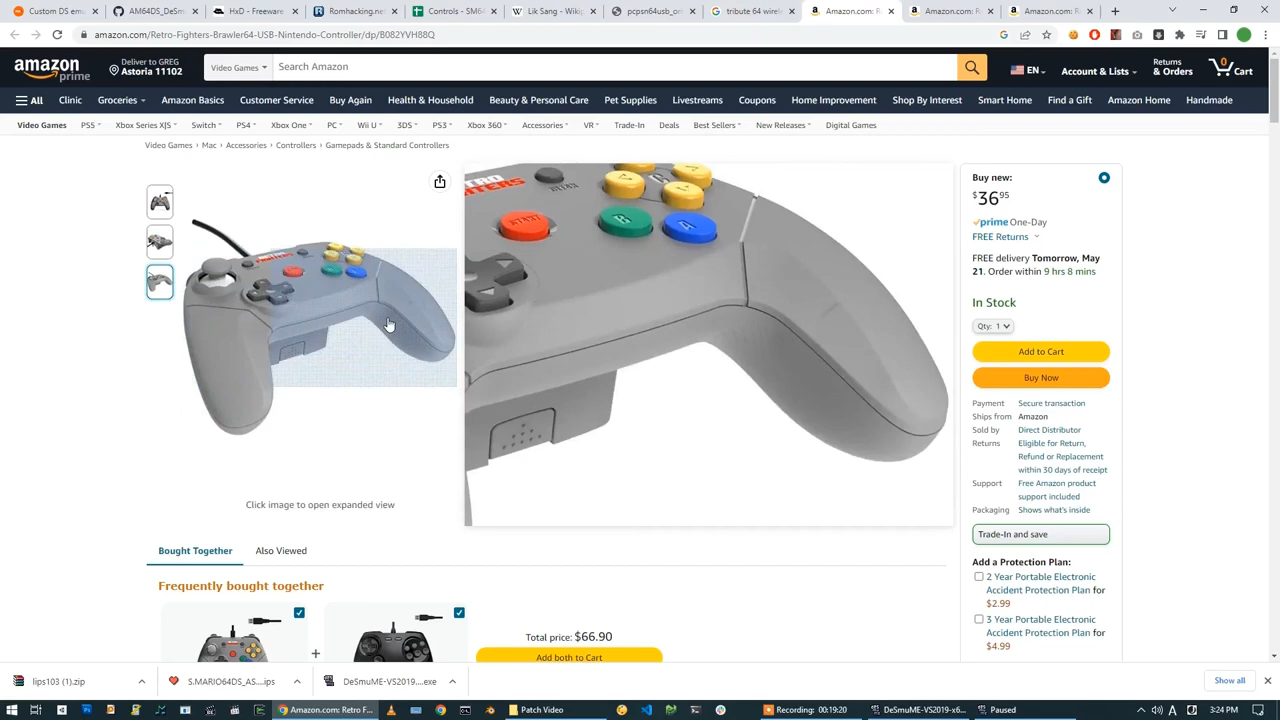 Custom DS emu
AM64D_DeSm
HxD - Freeware
Romhacking.net
Controls - SM6
Lik Sang - Wikip
pcpsn64usb_on
tribute 64 wirele
Amazon.com: R
Amazon.com: R
Amazon.com: R
amazon.com/Retro-Fighters-Brawler64-USB-Nintendo-Controller/dp/B082YVH88Q
amazon prime
Deliver to GREG
Astoria 11102
Video Games
Search Amazon
EN
Account & Lists
Returns
& Orders
0
Cart
All
Clinic
Groceries
Amazon Basics
Customer Service
Buy Again
Health & Household
Beauty & Personal Care
Pet Supplies
Livestreams
Coupons
Home Improvement
Shop By Interest
Smart Home
Find a Gift
Amazon Home
Handmade
Video Games
PS5
Xbox Series X|S
Switch
PS4
Xbox One
PC
Wii U
3DS
PS3
Xbox 360
Accessories
VR
Trade-In
Deals
Best Sellers
New Releases
Digital Games
Video Games › Mac › Accessories › Controllers › Gamepads & Standard Controllers
START
B
A
Click image to open expanded view
Buy new:
$36 95
prime One-Day
FREE Returns
FREE delivery Tomorrow, May
21. Order within 9 hrs 8 mins
In Stock
Qty: 1
Add to Cart
Buy Now
Payment Secure transaction
Ships from Amazon
Sold by Direct Distributor
Returns Eligible for Return,
Refund or Replacement
within 30 days of receipt
Support Free Amazon product
support included
Packaging Shows what's inside
Trade-In and save
Add a Protection Plan:
2 Year Portable Electronic
Accident Protection Plan for
$2.99
3 Year Portable Electronic
Accident Protection Plan for
$4.99
Bought Together
Also Viewed
Frequently bought together
+
Total price: $66.90
Add both to Cart
lips103 (1).zip
S.MARIO64DS_AS....ips
DeSmuME-VS2019....exe
Show all
Amazon.com: Retro F...
Patch Video
Recording: 00:19:20
DeSmuME-VS2019-x6...
Paused
3:24 PM